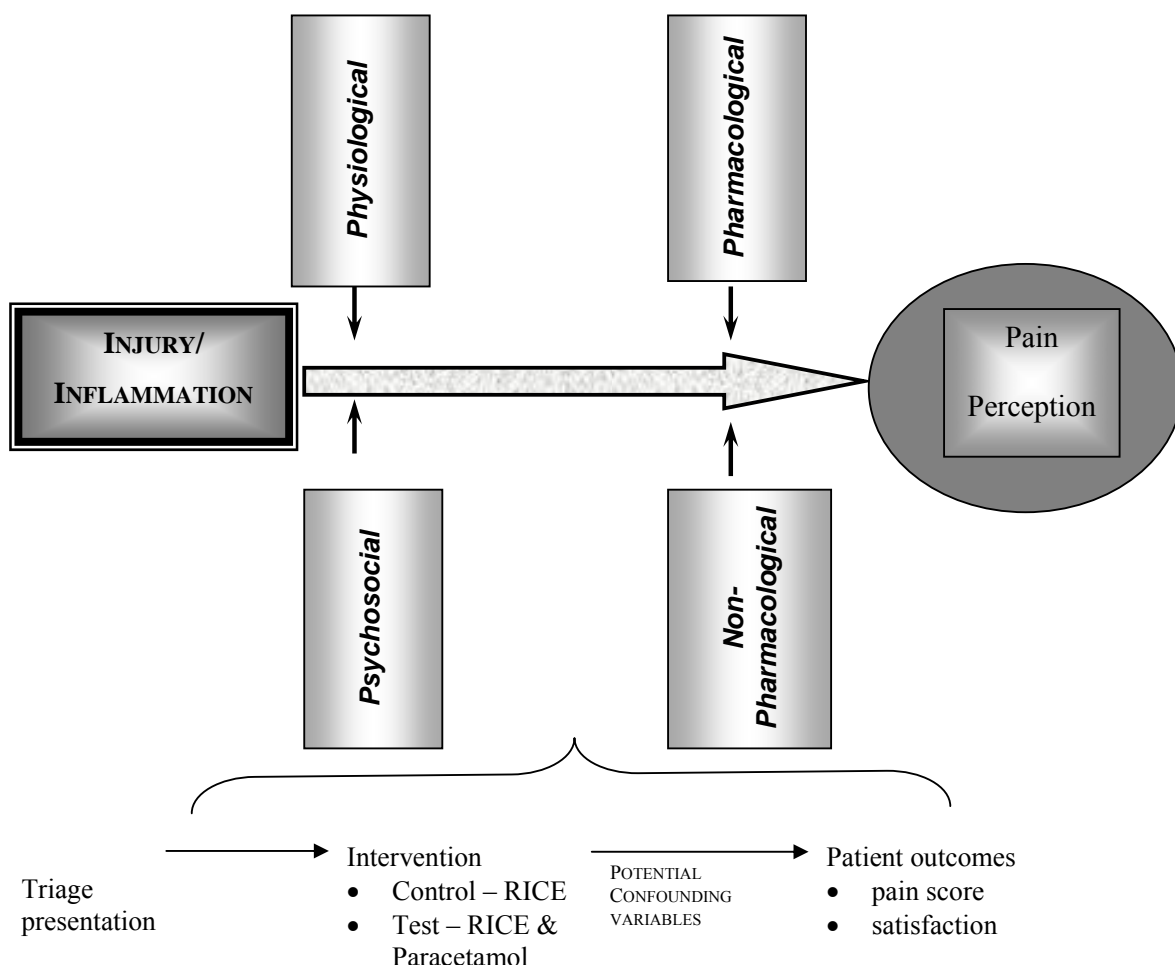 Physiological
Pharmacological
INJURY/
INFLAMMATION
Pain
Perception
Psychosocial
Non-
Pharmacological
Triage
presentation
Intervention
• Control – RICE
• Test – RICE &
Paracetamol
POTENTIAL
CONFOUNDING
VARIABLES
Patient outcomes
• pain score
• satisfaction